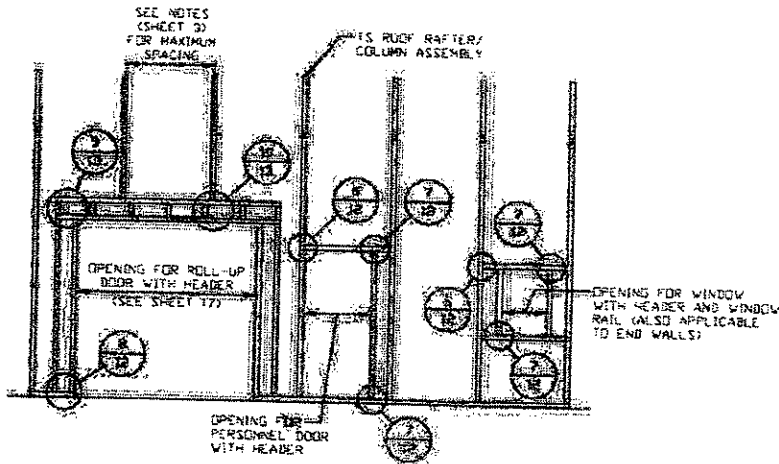 SEE NOTES
(SHEET 3)
FOR MAXIMUM
SPACING
TS ROOF RAFTER/
COLUMN ASSEMBLY
OPENING FOR ROLL-UP
DOOR WITH HEADER
(SEE SHEET 17)
OPENING FOR WINDOW
WITH HEADER AND WINDOW
RAIL (ALSO APPLICABLE
TO END WALLS)
OPENING FOR
PERSONNEL DOOR
WITH HEADER